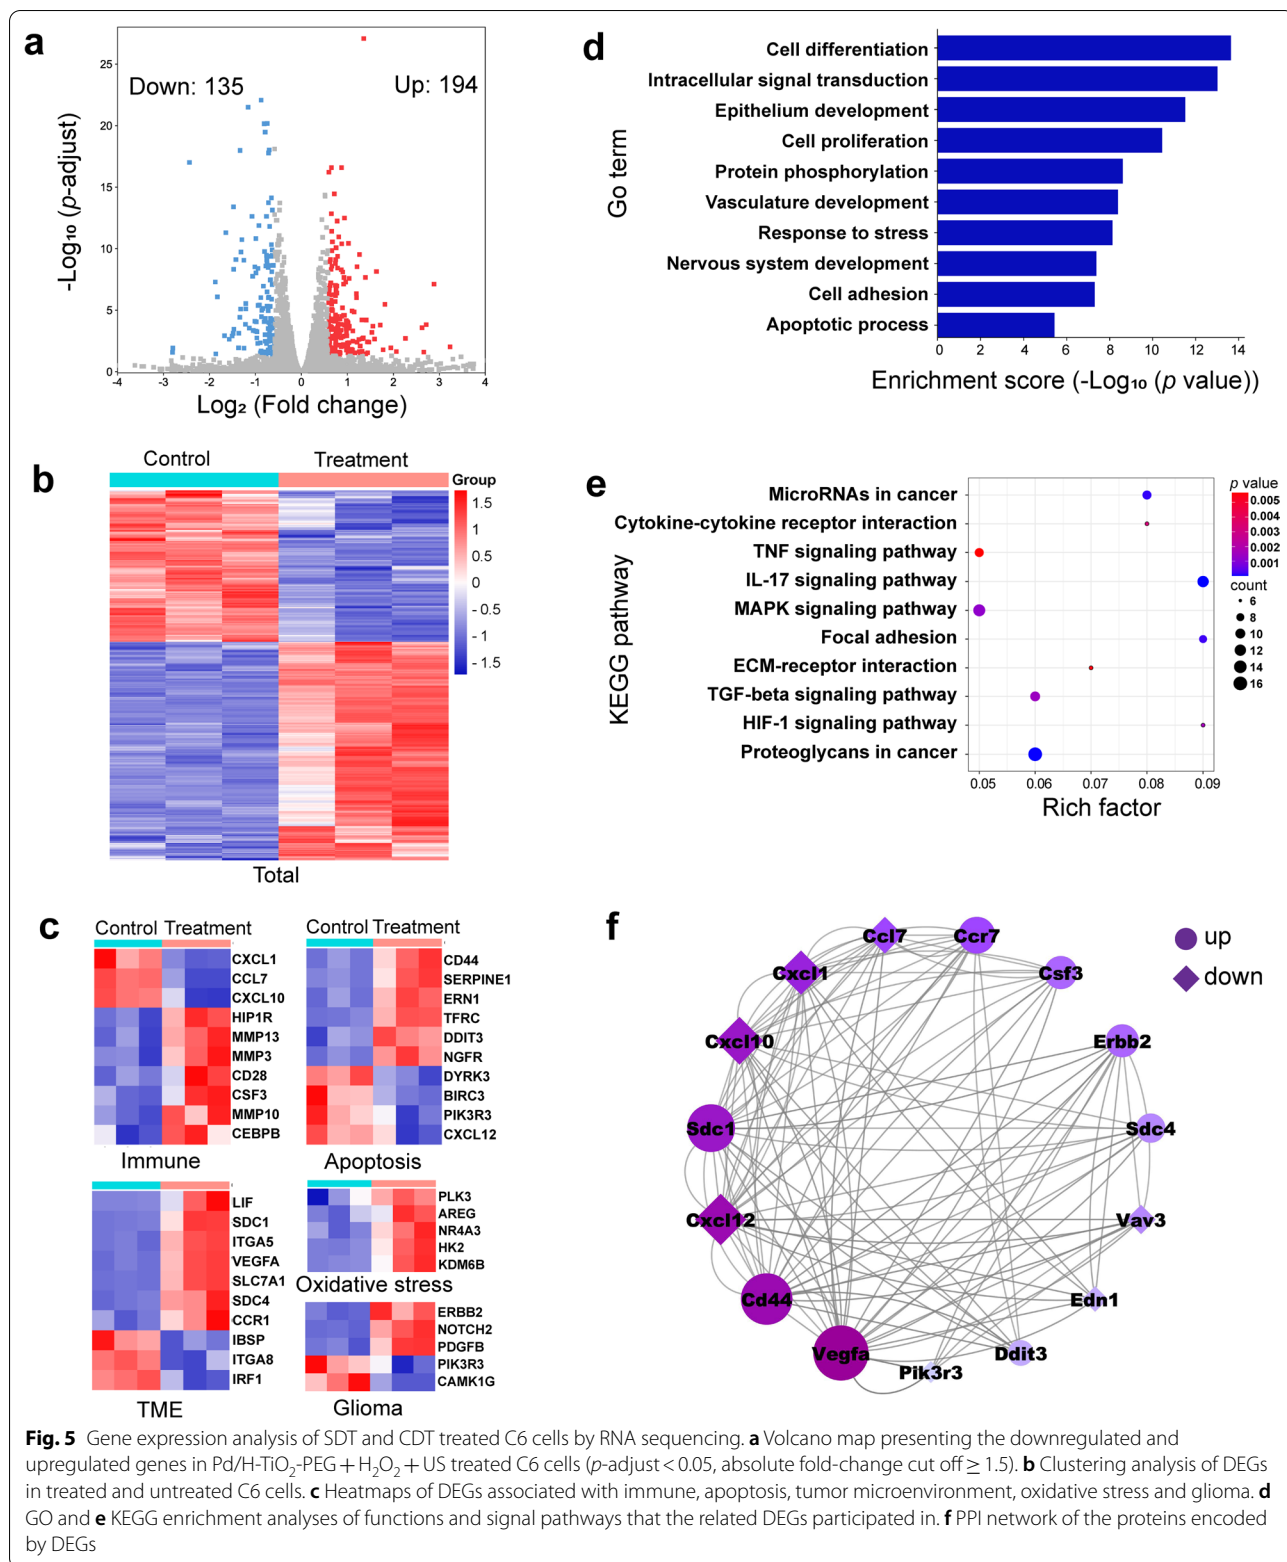 a
Down: 135
Up: 194
25
20
15
10
5
0
-4 -3 -2 -1 0 1 2 3 4
-Log₁₀ (p-adjust)
Log₂ (Fold change)
d
Cell differentiation
Intracellular signal transduction
Epithelium development
Cell proliferation
Protein phosphorylation
Vasculature development
Response to stress
Nervous system development
Cell adhesion
Apoptotic process
Go term
0 2 4 6 8 10 12 14
Enrichment score (-Log₁₀ (p value))
b
Control Treatment
Group
1.5
1
0.5
0
- 0.5
- 1
- 1.5
Total
e
MicroRNAs in cancer
Cytokine-cytokine receptor interaction
TNF signaling pathway
IL-17 signaling pathway
MAPK signaling pathway
Focal adhesion
ECM-receptor interaction
TGF-beta signaling pathway
HIF-1 signaling pathway
Proteoglycans in cancer
KEGG pathway
0.05 0.06 0.07 0.08 0.09
Rich factor
p value
0.005
0.004
0.003
0.002
0.001
count
6
8
10
12
14
16
c
Control Treatment
CXCL1
CCL7
CXCL10
HIP1R
MMP13
MMP3
CD28
CSF3
MMP10
CEBPB
Immune
Control Treatment
CD44
SERPINE1
ERN1
TFRC
DDIT3
NGFR
DYRK3
BIRC3
PIK3R3
CXCL12
Apoptosis
LIF
SDC1
ITGA5
VEGFA
SLC7A1
SDC4
CCR1
IBSP
ITGA8
IRF1
TME
PLK3
AREG
NR4A3
HK2
KDM6B
Oxidative stress
ERBB2
NOTCH2
PDGFB
PIK3R3
CAMK1G
Glioma
f
up
down
Ccl7
Ccr7
Cxcl1
Csf3
Cxcl10
Erbb2
Sdc1
Sdc4
Cxcl12
Vav3
Cd44
Edn1
Vegfa
Ddit3
Pik3r3
Fig. 5 Gene expression analysis of SDT and CDT treated C6 cells by RNA sequencing. a Volcano map presenting the downregulated and
upregulated genes in Pd/H-TiO₂-PEG + H₂O₂ + US treated C6 cells (p-adjust < 0.05, absolute fold-change cut off ≥ 1.5). b Clustering analysis of DEGs
in treated and untreated C6 cells. c Heatmaps of DEGs associated with immune, apoptosis, tumor microenvironment, oxidative stress and glioma. d
GO and e KEGG enrichment analyses of functions and signal pathways that the related DEGs participated in. f PPI network of the proteins encoded
by DEGs